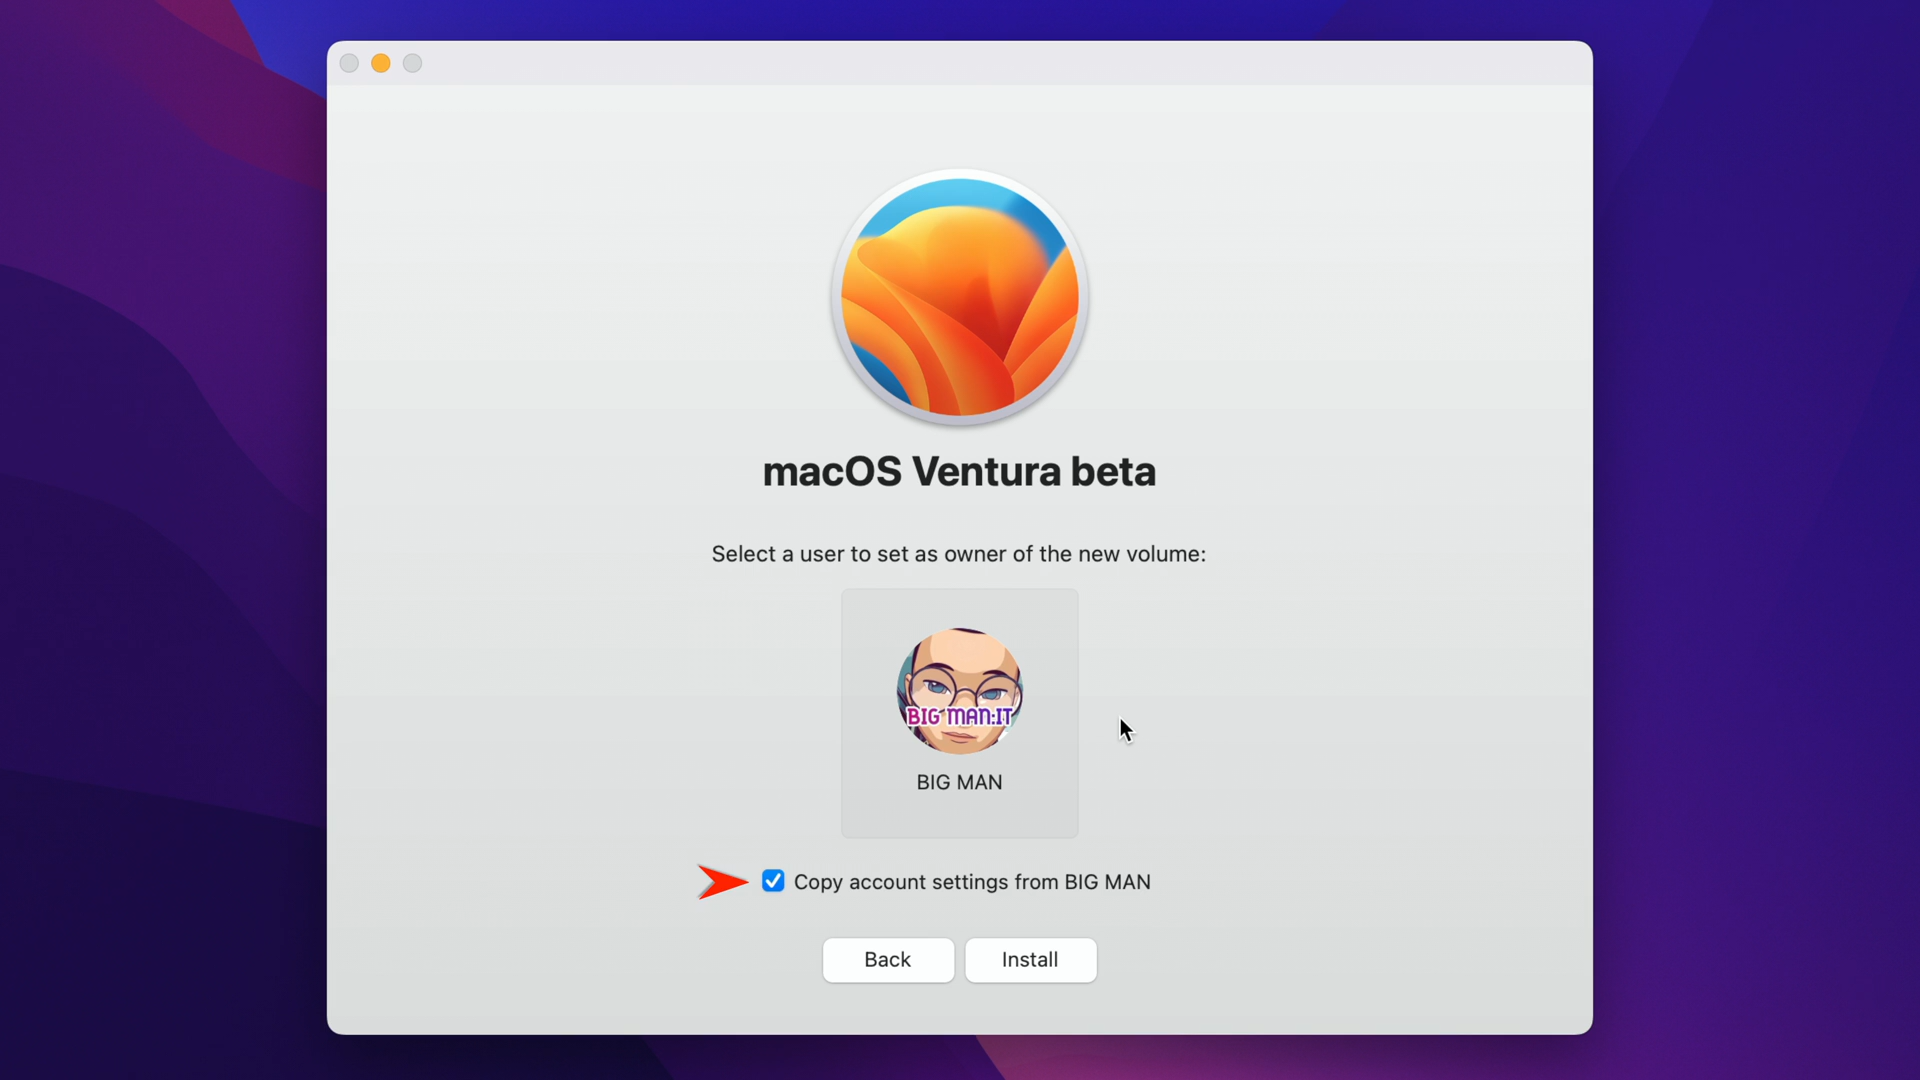 macOS Ventura beta
Select a user to set as owner of the new volume:
BIG MAN:IT
BIG MAN
Copy account settings from BIG MAN
Back
Install